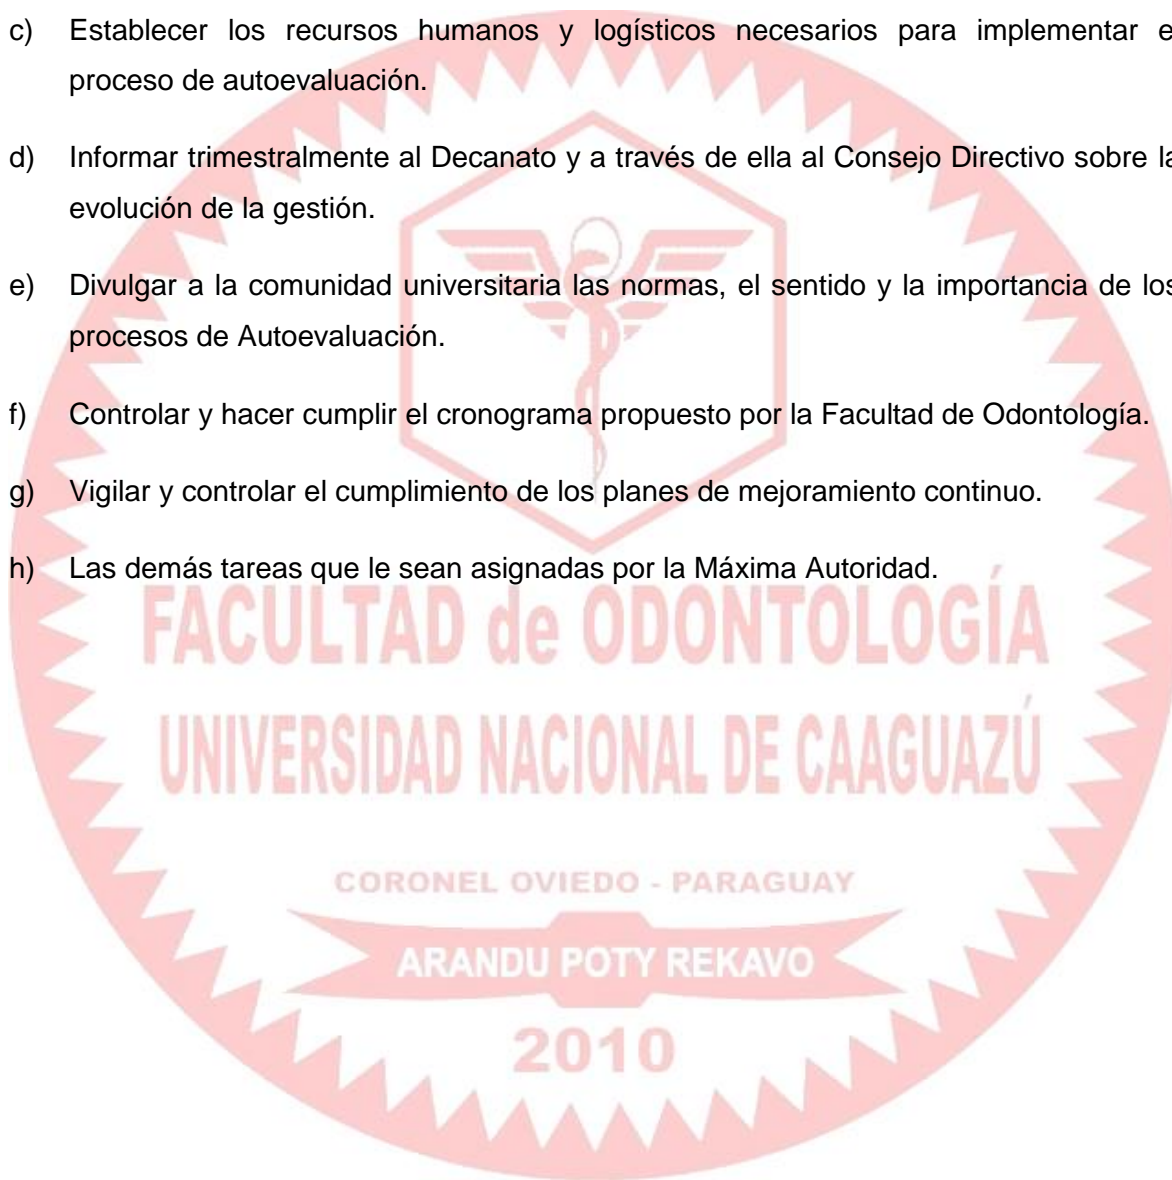 c) Establecer los recursos humanos y logísticos necesarios para implementar e
proceso de autoevaluación.
d) Informar trimestralmente al Decanato y a través de ella al Consejo Directivo sobre la
evolución de la gestión.
e) Divulgar a la comunidad universitaria las normas, el sentido y la importancia de los
procesos de Autoevaluación.
f) Controlar y hacer cumplir el cronograma propuesto por la Facultad de Odontología.
g) Vigilar y controlar el cumplimiento de los planes de mejoramiento continuo.
h) Las demás tareas que le sean asignadas por la Máxima Autoridad.
FACULTAD de ODONTOLOGÍA
UNIVERSIDAD NACIONAL DE CAAGUAZÚ
CORONEL OVIEDO - PARAGUAY
ARANDU POTY REKAVO
2010